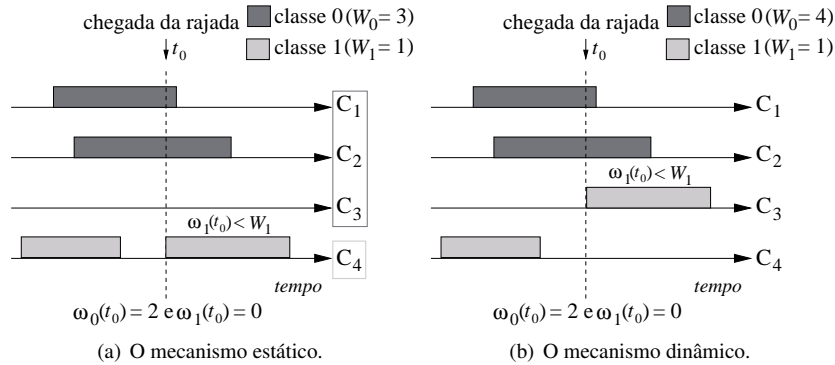 chegada da rajada
t0
classe 0 (W0 = 3)
classe 1 (W1 = 1)
C1
C2
C3
ω1(t0) < W1
C4
tempo
ω0(t0) = 2 e ω1(t0) = 0
(a) O mecanismo estático.
chegada da rajada
t0
classe 0 (W0 = 4)
classe 1 (W1 = 1)
C1
C2
ω1(t0) < W1
C3
C4
tempo
ω0(t0) = 2 e ω1(t0) = 0
(b) O mecanismo dinâmico.